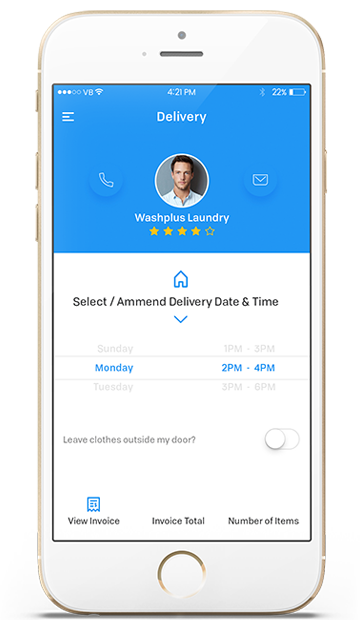 VB 4:21 PM 22%
Delivery
Washplus Laundry
Select / Ammend Delivery Date & Time
Sunday 1PM - 3PM
Monday 2PM - 4PM
Tuesday 3PM - 6PM
Leave clothes outside my door?
View Invoice Invoice Total Number of Items